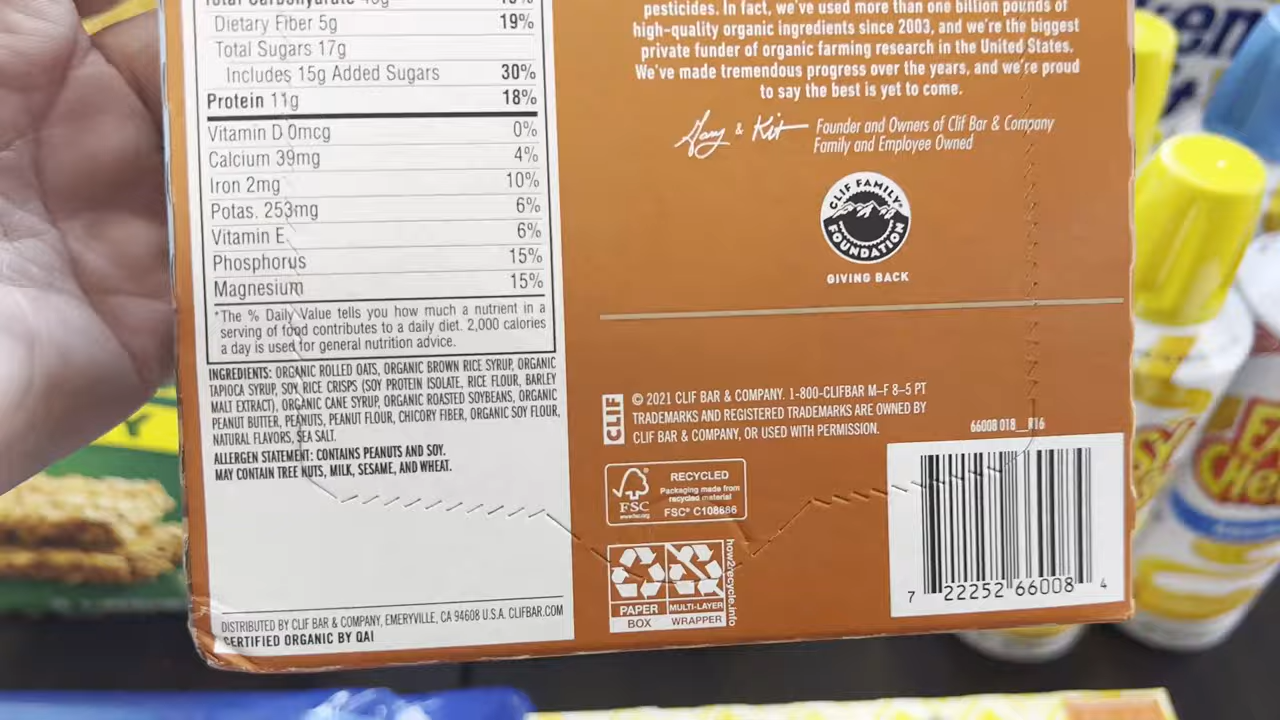 Total Carbohydrate
Dietary Fiber 5g 19%
Total Sugars 17g
Includes 15g Added Sugars 30%
Protein 11g 18%
Vitamin D 0mcg 0%
Calcium 39mg 4%
Iron 2mg 10%
Potas. 253mg 6%
Vitamin E 6%
Phosphorus 15%
Magnesium 15%
*The % Daily Value tells you how much a nutrient in a
serving of food contributes to a daily diet. 2,000 calories
a day is used for general nutrition advice.
INGREDIENTS: ORGANIC ROLLED OATS, ORGANIC BROWN RICE SYRUP, ORGANIC
TAPIOCA SYRUP, SOY RICE CRISPS (SOY PROTEIN ISOLATE, RICE FLOUR, BARLEY
MALT EXTRACT), ORGANIC CANE SYRUP, ORGANIC ROASTED SOYBEANS, ORGANIC
PEANUT BUTTER, PEANUTS, PEANUT FLOUR, CHICORY FIBER, ORGANIC SOY FLOUR,
NATURAL FLAVORS, SEA SALT.
ALLERGEN STATEMENT: CONTAINS PEANUTS AND SOY.
MAY CONTAIN TREE NUTS, MILK, SESAME, AND WHEAT.
DISTRIBUTED BY CLIF BAR & COMPANY, EMERYVILLE, CA 94608 U.S.A. CLIFBAR.COM
CERTIFIED ORGANIC BY QAI
pesticides. In fact, we've used more than one billion pounds of
high-quality organic ingredients since 2003, and we're the biggest
private funder of organic farming research in the United States.
We've made tremendous progress over the years, and we're proud
to say the best is yet to come.
Gary & Kit
Founder and Owners of Clif Bar & Company
Family and Employee Owned
CLIF FAMILY
FOUNDATION
GIVING BACK
CLIF
© 2021 CLIF BAR & COMPANY. 1-800-CLIFBAR M–F 8–5 PT
TRADEMARKS AND REGISTERED TRADEMARKS ARE OWNED BY
CLIF BAR & COMPANY, OR USED WITH PERMISSION.
66008 018__R16
FSC
www.fsc.org
RECYCLED
Packaging made from
recycled material
FSC® C108686
PAPER
BOX
MULTI-LAYER
WRAPPER
how2recycle.info
7 22252 66008 4